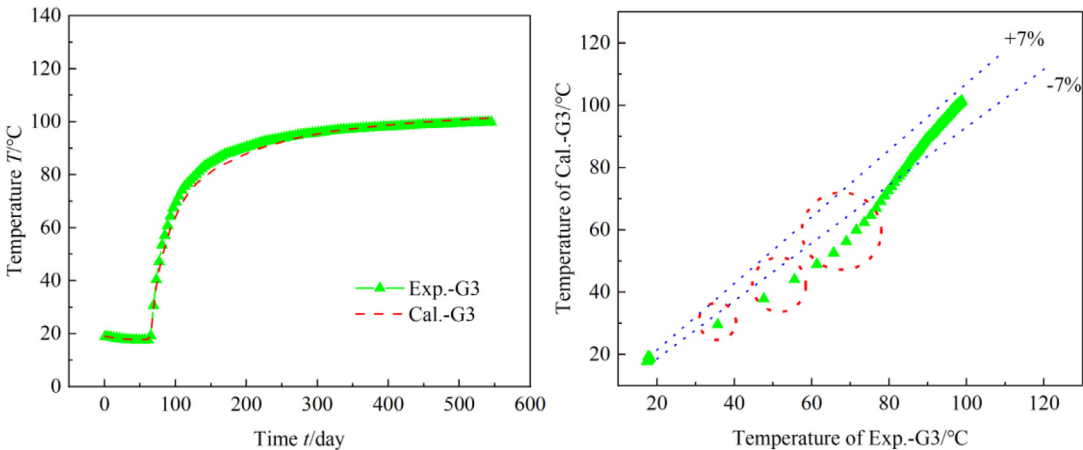 140
120
100
80
60
40
20
0
Temperature T/°C
Exp.-G3
Cal.-G3
0 100 200 300 400 500 600
Time t/day
120
100
80
60
40
20
Temperature of Cal.-G3/°C
+7%
-7%
20 40 60 80 100 120
Temperature of Exp.-G3/°C